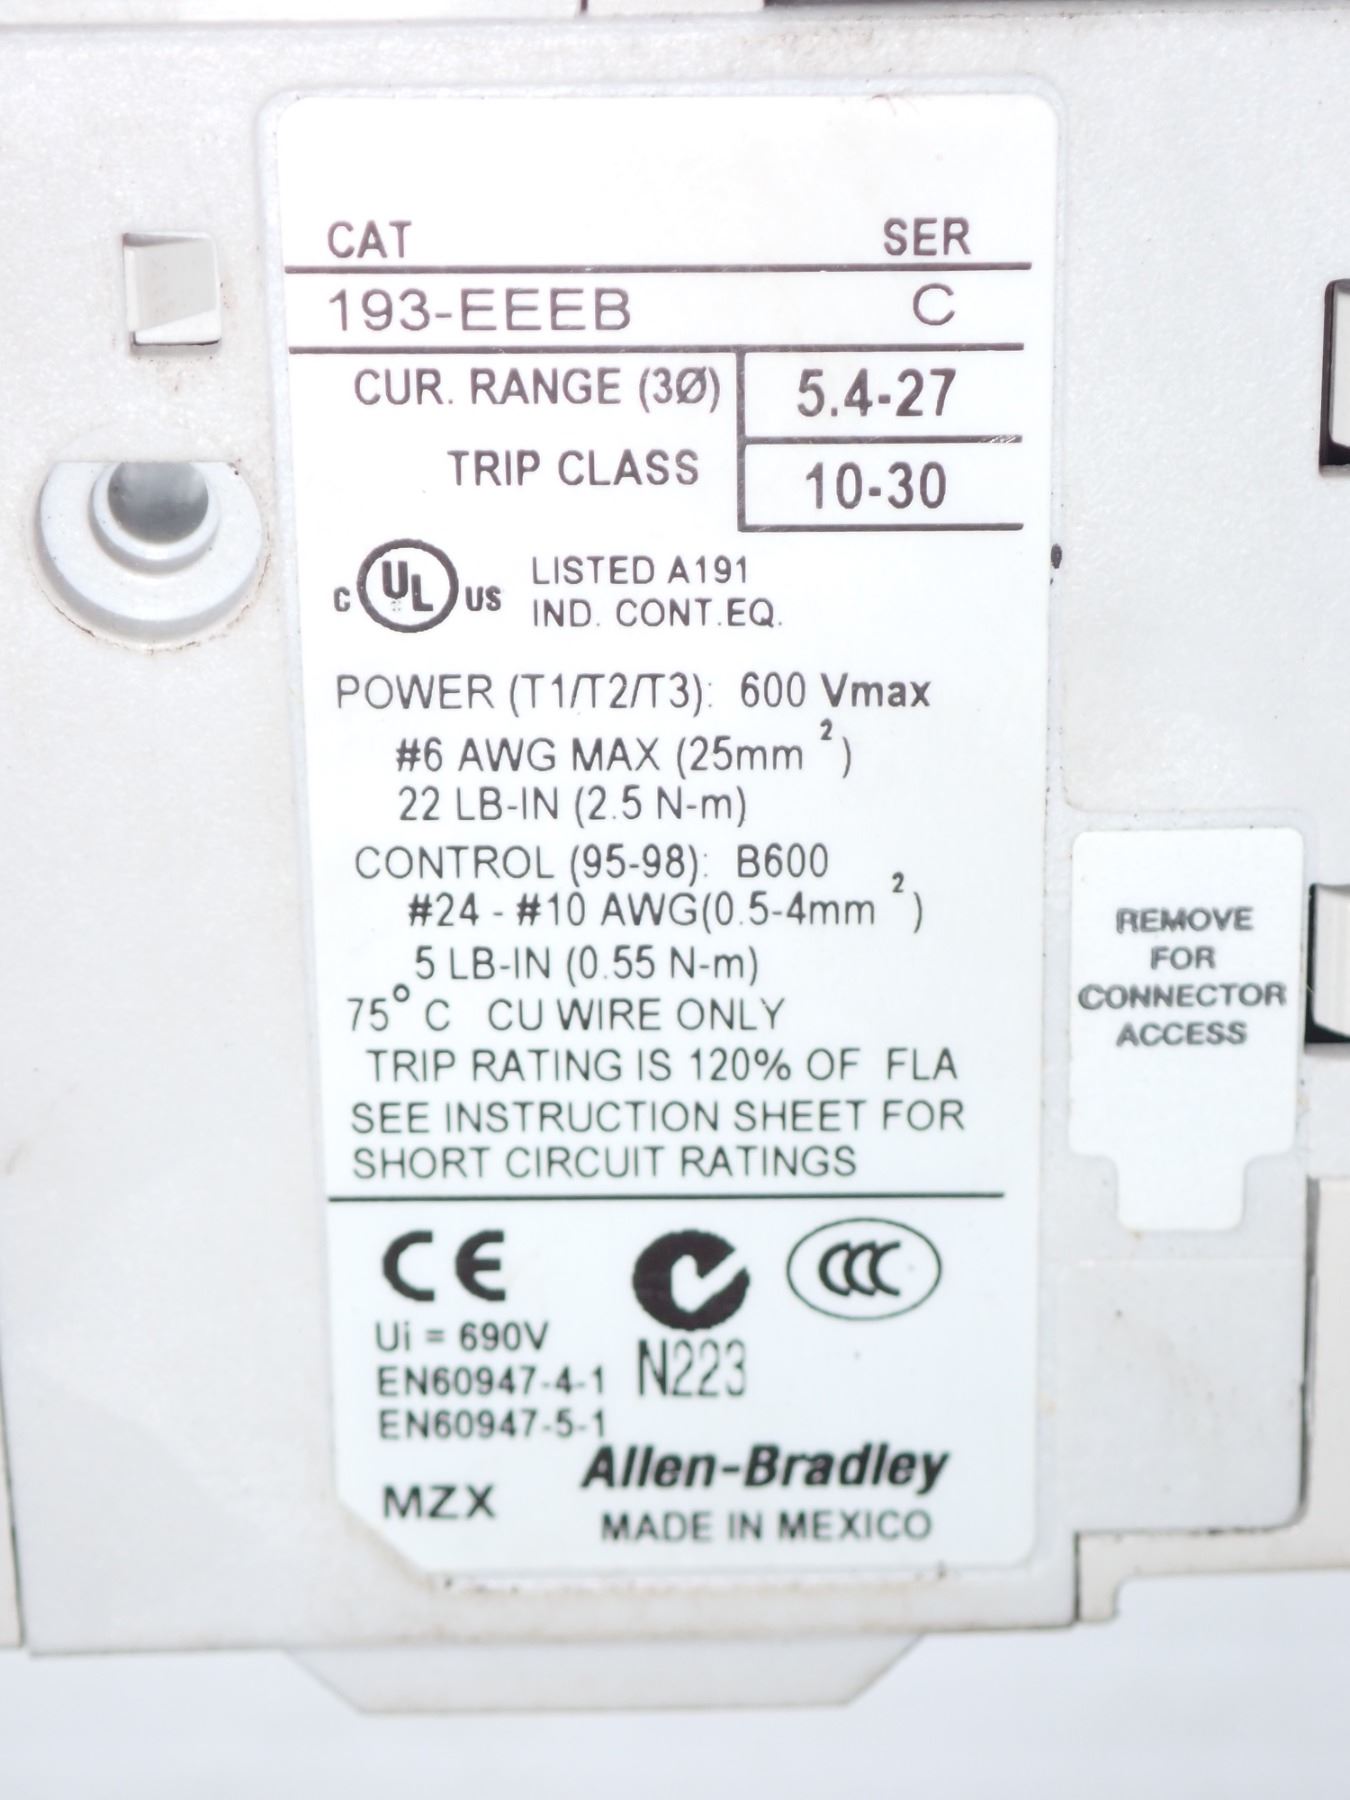 CAT SER
193-EEEB C
CUR. RANGE (3Ø) 5.4-27
TRIP CLASS 10-30
C UL US LISTED A191
IND. CONT.EQ.
POWER (T1/T2/T3): 600 Vmax
#6 AWG MAX (25mm²)
22 LB-IN (2.5 N-m)
CONTROL (95-98): B600
#24 - #10 AWG(0.5-4mm²)
5 LB-IN (0.55 N-m)
75°C CU WIRE ONLY
TRIP RATING IS 120% OF FLA
SEE INSTRUCTION SHEET FOR
SHORT CIRCUIT RATINGS
CE CCC
Ui = 690V
EN60947-4-1 N223
EN60947-5-1
Allen-Bradley
MZX MADE IN MEXICO
REMOVE
FOR
CONNECTOR
ACCESS